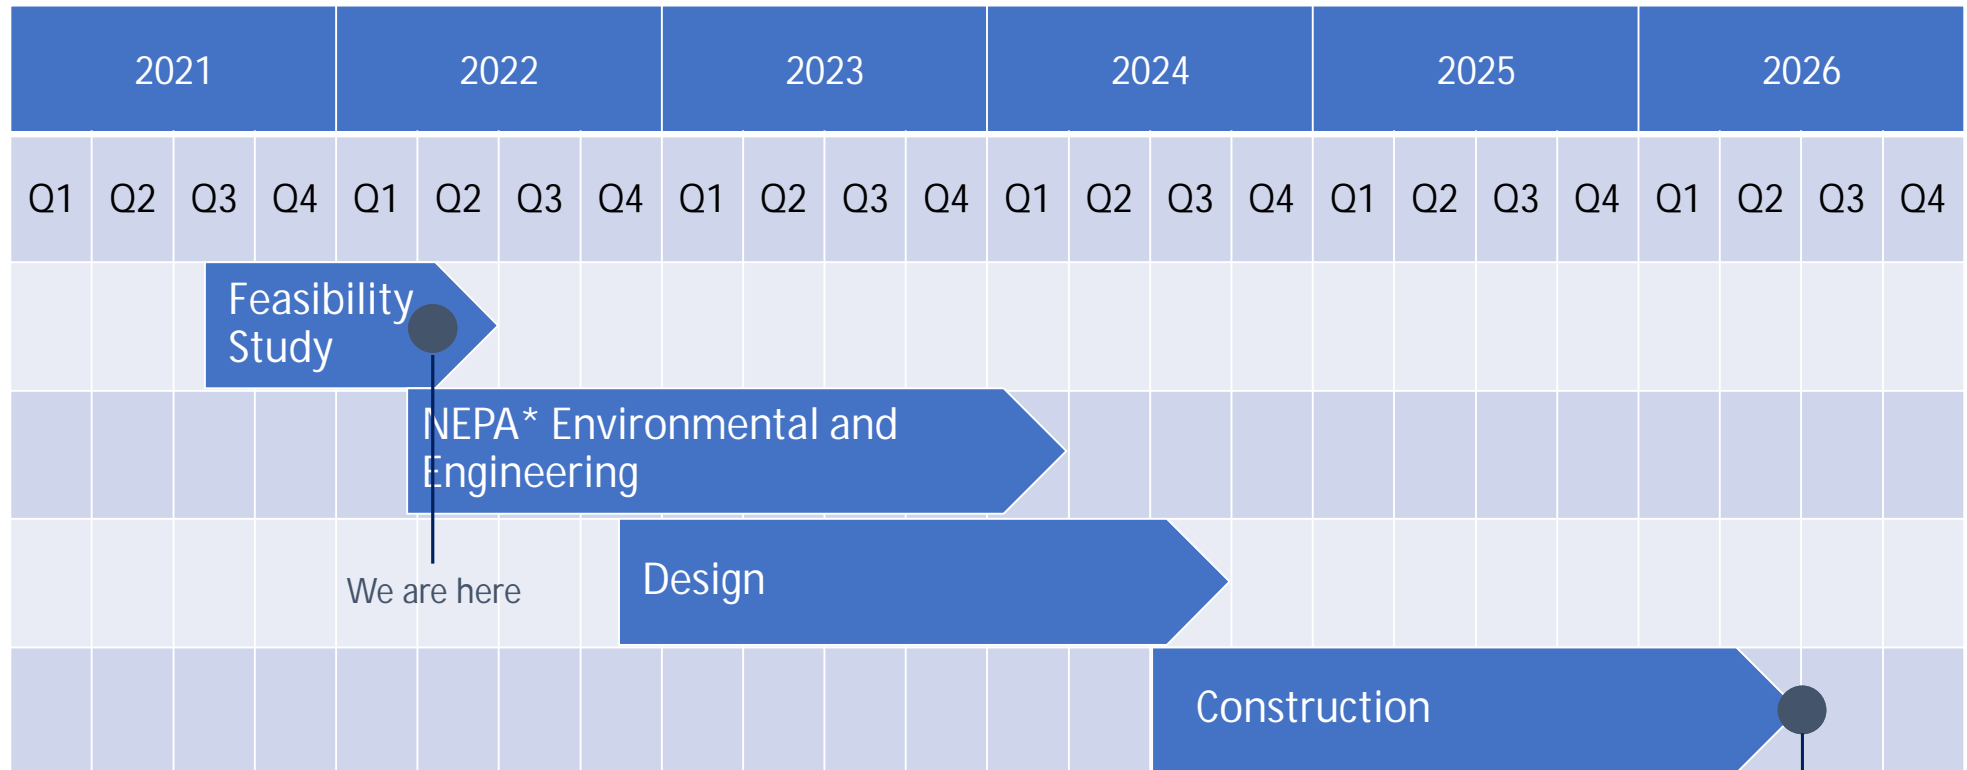 2021 2022 2023 2024 2025 2026
Q1 Q2 Q3 Q4 Q1 Q2 Q3 Q4 Q1 Q2 Q3 Q4 Q1 Q2 Q3 Q4 Q1 Q2 Q3 Q4 Q1 Q2 Q3 Q4
Feasibility
Study
NEPA* Environmental and
Engineering
We are here
Design
Construction